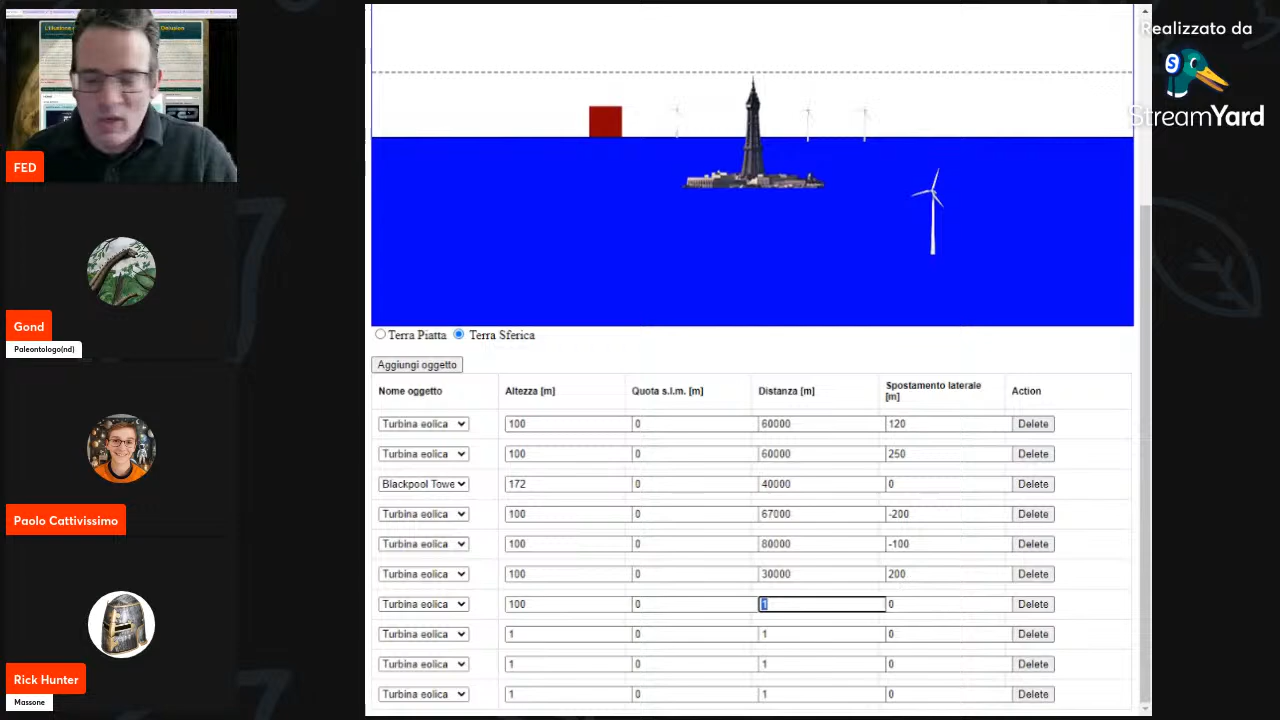 L'illusione
Delusion
FED
Gond
Paleontologo(nd)
Paolo Cattivissimo
Rick Hunter
Massone
Realizzato da
S
StreamYard
Terra Piatta Terra Sferica
Aggiungi oggetto
Nome oggetto Altezza [m] Quota s.l.m. [m] Distanza [m] Spostamento laterale [m] Action
Turbina eolica 100 0 60000 120 Delete
Turbina eolica 100 0 60000 250 Delete
Blackpool Towe 172 0 40000 0 Delete
Turbina eolica 100 0 67000 -200 Delete
Turbina eolica 100 0 80000 -100 Delete
Turbina eolica 100 0 30000 200 Delete
Turbina eolica 100 0 1 0 Delete
Turbina eolica 1 0 1 0 Delete
Turbina eolica 1 0 1 0 Delete
Turbina eolica 1 0 1 0 Delete